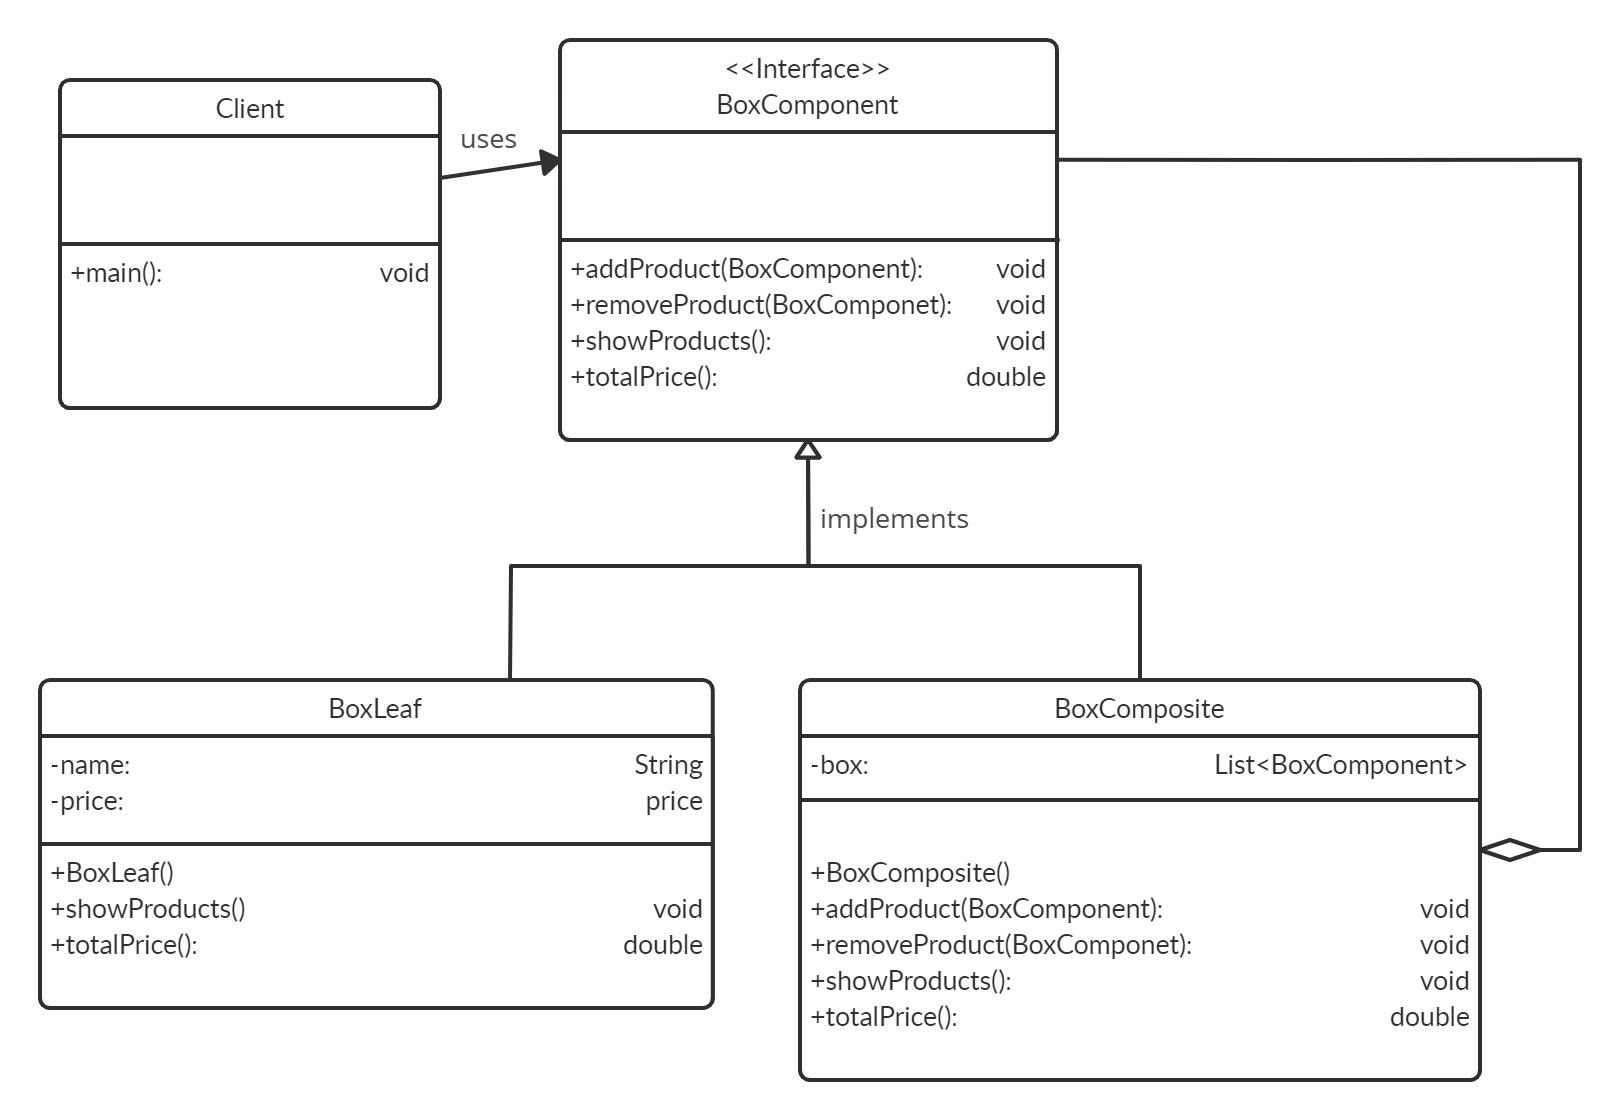 Client
+main(): void
uses
<<Interface>>
BoxComponent
+addProduct(BoxComponent): void
+removeProduct(BoxComponet): void
+showProducts(): void
+totalPrice(): double
implements
BoxLeaf
-name: String
-price: price
+BoxLeaf()
+showProducts() void
+totalPrice(): double
BoxComposite
-box: List<BoxComponent>
+BoxComposite()
+addProduct(BoxComponent): void
+removeProduct(BoxComponet): void
+showProducts(): void
+totalPrice(): double